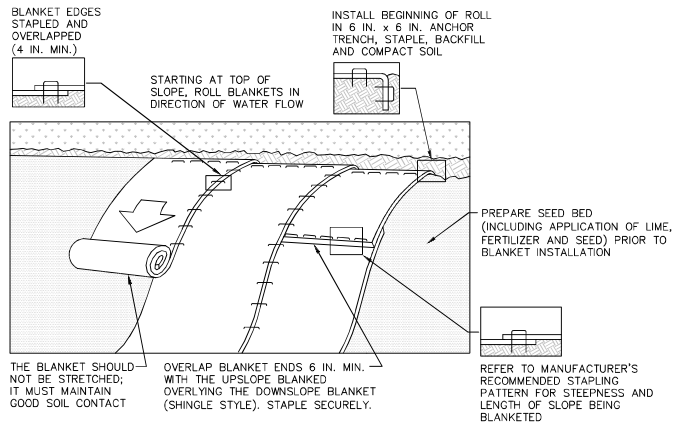 BLANKET EDGES
STAPLED AND
OVERLAPPED
(4 IN. MIN.)
INSTALL BEGINNING OF ROLL
IN 6 IN. x 6 IN. ANCHOR
TRENCH, STAPLE, BACKFILL
AND COMPACT SOIL
STARTING AT TOP OF
SLOPE, ROLL BLANKETS IN
DIRECTION OF WATER FLOW
PREPARE SEED BED
(INCLUDING APPLICATION OF LIME,
FERTILIZER AND SEED) PRIOR TO
BLANKET INSTALLATION
THE BLANKET SHOULD
NOT BE STRETCHED;
IT MUST MAINTAIN
GOOD SOIL CONTACT
OVERLAP BLANKET ENDS 6 IN. MIN.
WITH THE UPSLOPE BLANKED
OVERLYING THE DOWNSLOPE BLANKET
(SHINGLE STYLE). STAPLE SECURELY.
REFER TO MANUFACTURER'S
RECOMMENDED STAPLING
PATTERN FOR STEEPNESS AND
LENGTH OF SLOPE BEING
BLANKETED